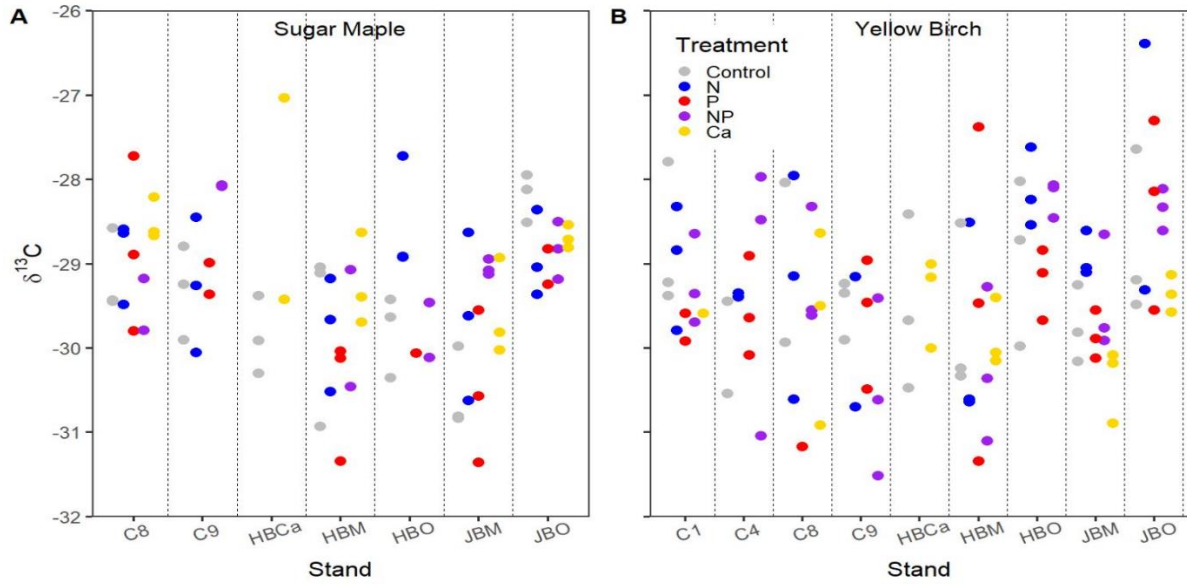 A
Sugar Maple
B
Yellow Birch
Treatment
Control
N
P
NP
Ca
δ13C
-26
-27
-28
-29
-30
-31
-32
C8 C9 HBCa HBM HBO JBM JBO
C1 C4 C8 C9 HBCa HBM HBO JBM JBO
Stand
Stand